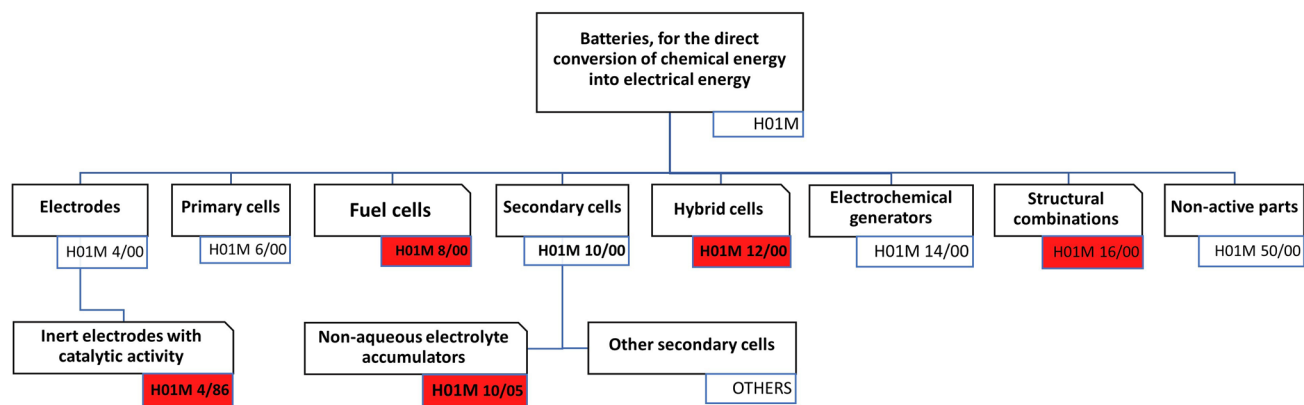 Batteries, for the direct
conversion of chemical energy
into electrical energy
H01M
Electrodes
H01M 4/00
Primary cells
H01M 6/00
Fuel cells
H01M 8/00
Secondary cells
H01M 10/00
Hybrid cells
H01M 12/00
Electrochemical
generators
H01M 14/00
Structural
combinations
H01M 16/00
Non-active parts
H01M 50/00
Inert electrodes with
catalytic activity
H01M 4/86
Non-aqueous electrolyte
accumulators
H01M 10/05
Other secondary cells
OTHERS